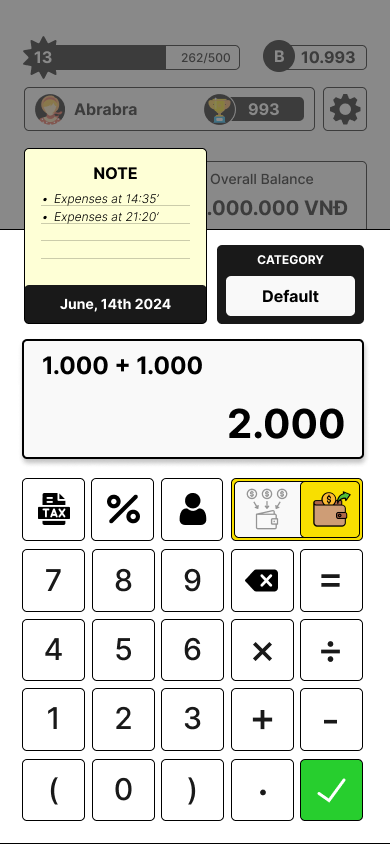 13
262/500
B
10.993
Abrabra
993
NOTE
• Expenses at 14:35’
• Expenses at 21:20’
June, 14th 2024
Overall Balance
.000.000 VNĐ
CATEGORY
Default
1.000 + 1.000
2.000
TAX
%
$ $ $
$
7 8 9 =
4 5 6 × ÷
1 2 3 + -
( 0 ) .